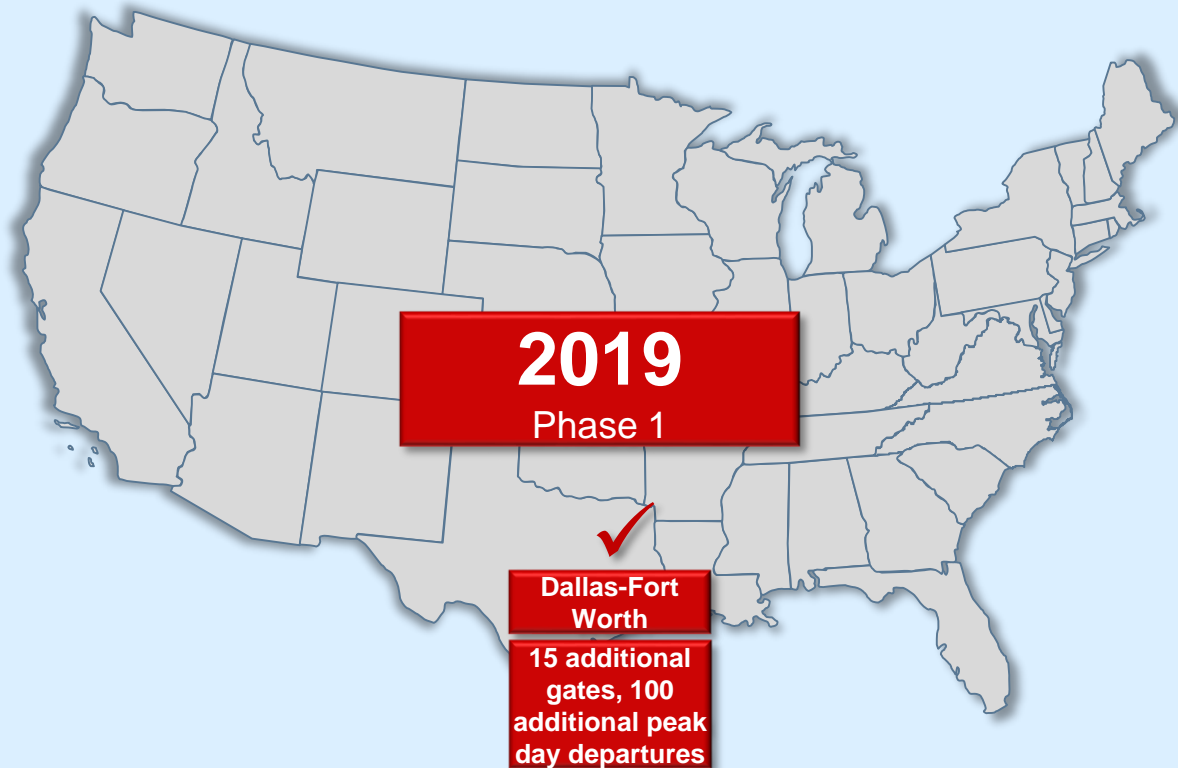 2019
Phase 1
Dallas-Fort
Worth
15 additional
gates, 100
additional peak
day departures